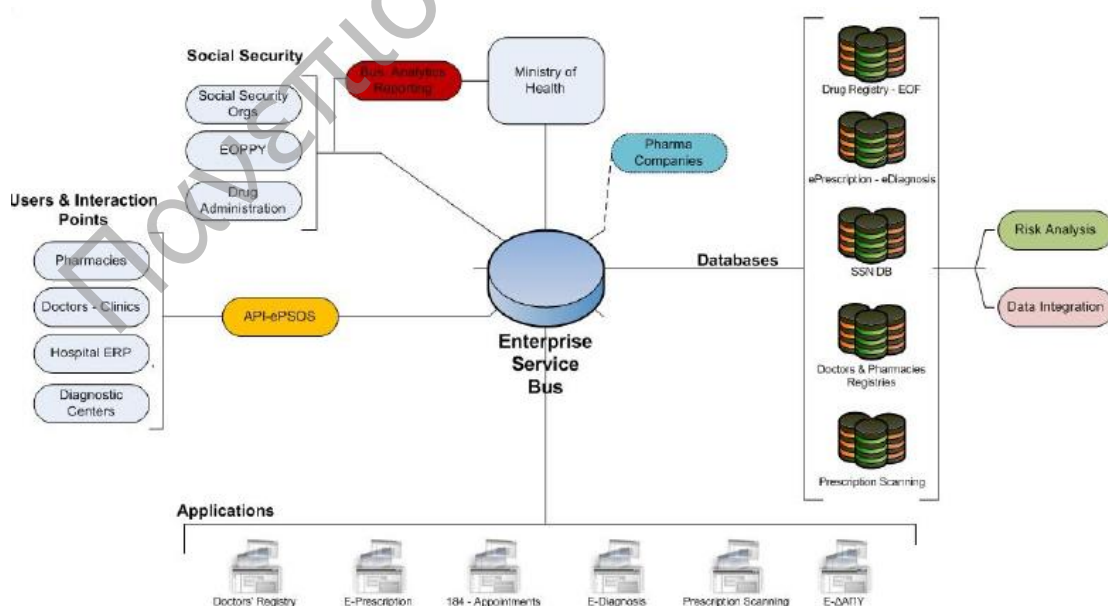 Πανεπιο
Social Security
Social Security
Orgs
EOPPY
Drug
Administration
Bus. Analytics
Reporting
Ministry of
Health
Pharma
Companies
Users & Interaction
Points
Pharmacies
Doctors - Clinics
Hospital ERP
Diagnostic
Centers
API-ePSOS
Enterprise
Service
Bus
Databases
Drug Registry - EOF
ePrescription - eDiagnosis
SSN DB
Doctors & Pharmacies
Registries
Prescription Scanning
Risk Analysis
Data Integration
Applications
Doctors' Registry
E-Prescription
184 - Appointments
E-Diagnosis
Prescription Scanning
E-ΔΑΠΥ